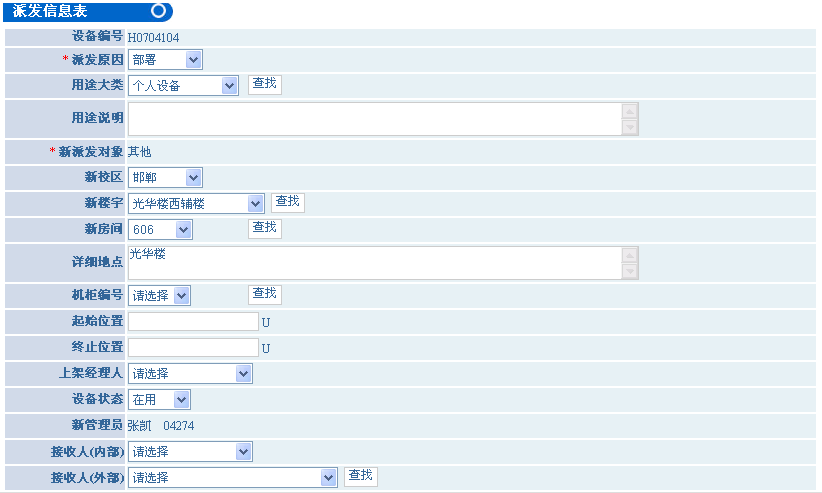 派发信息表
设备编号 H0704104
* 派发原因 部署
用途大类 个人设备 查找
用途说明
* 新派发对象 其他
新校区 邯郸
新楼宇 光华楼西辅楼 查找
新房间 606 查找
详细地点 光华楼
机柜编号 请选择 查找
起始位置 U
终止位置 U
上架经理人 请选择
设备状态 在用
新管理员 张凯 04274
接收人(内部) 请选择
接收人(外部) 请选择 查找